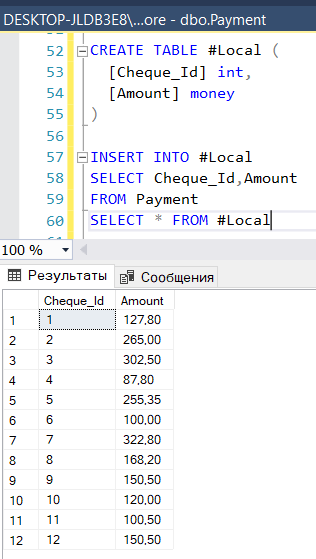 DESKTOP-JLDB3E8\...ore - dbo.Payment
52 CREATE TABLE #Local (
53 [Cheque_Id] int,
54 [Amount] money
55 )
56
57 INSERT INTO #Local
58 SELECT Cheque_Id,Amount
59 FROM Payment
60 SELECT * FROM #Local
100 %
Результаты Сообщения
Cheque_Id Amount
1 1 127,80
2 2 265,00
3 3 302,50
4 4 87,80
5 5 255,35
6 6 100,00
7 7 322,80
8 8 168,20
9 9 150,50
10 10 120,00
11 11 100,50
12 12 150,50